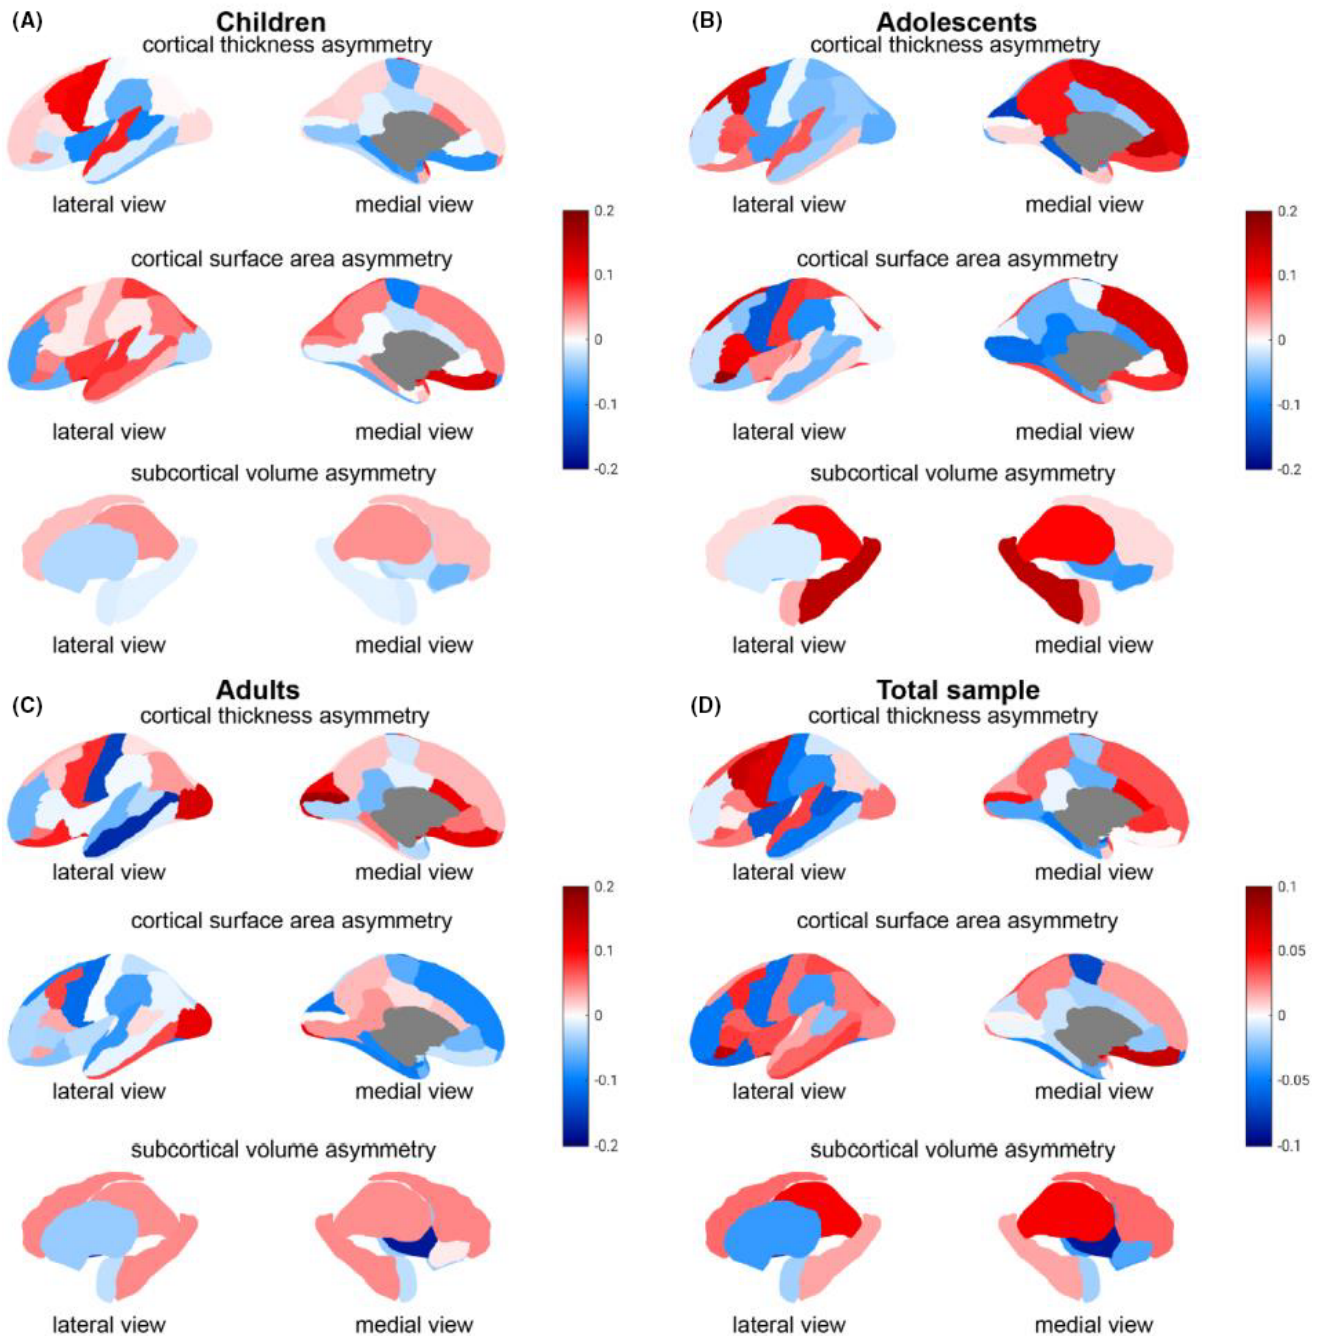 (A) Children
cortical thickness asymmetry
lateral view medial view
cortical surface area asymmetry
lateral view medial view
subcortical volume asymmetry
lateral view medial view
0.2
0.1
0
-0.1
-0.2
(B) Adolescents
cortical thickness asymmetry
lateral view medial view
cortical surface area asymmetry
lateral view medial view
subcortical volume asymmetry
lateral view medial view
0.2
0.1
0
-0.1
-0.2
(C) Adults
cortical thickness asymmetry
lateral view medial view
cortical surface area asymmetry
lateral view medial view
subcortical volume asymmetry
lateral view medial view
0.2
0.1
0
-0.1
-0.2
(D) Total sample
cortical thickness asymmetry
lateral view medial view
cortical surface area asymmetry
lateral view medial view
subcortical volume asymmetry
lateral view medial view
0.1
0.05
0
-0.05
-0.1